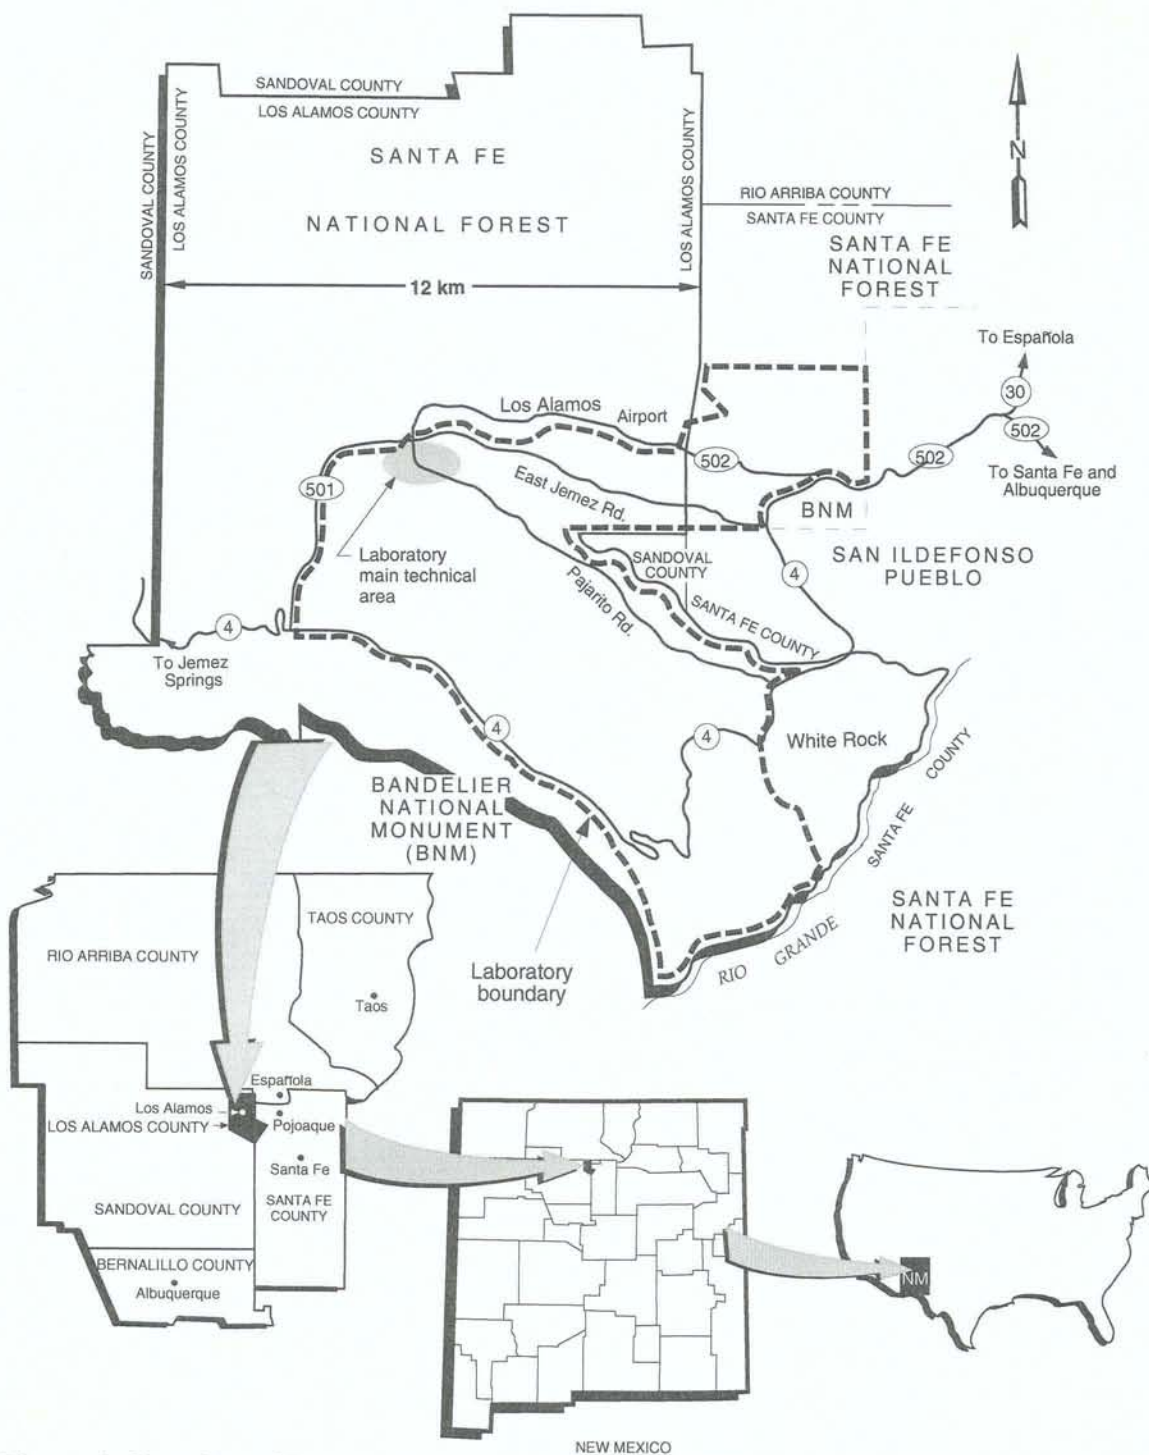 SANDOVAL COUNTY
LOS ALAMOS COUNTY
SANDOVAL COUNTY
LOS ALAMOS COUNTY
SANTA FE
NATIONAL FOREST
LOS ALAMOS COUNTY
N
RIO ARRIBA COUNTY
SANTA FE COUNTY
SANTA FE
NATIONAL
FOREST
12 km
To Española
30
502
To Santa Fe and
Albuquerque
Los Alamos
Airport
502
502
501
East Jemez Rd.
BNM
Laboratory
main technical
area
SANDOVAL
COUNTY
SAN ILDEFONSO
PUEBLO
4
Pajarito Rd.
SANTA FE COUNTY
4
To Jemez
Springs
4
4
White Rock
COUNTY
SANTA FE
BANDELIER
NATIONAL
MONUMENT
(BNM)
SANTA FE
NATIONAL
FOREST
RIO GRANDE
Laboratory
boundary
TAOS COUNTY
RIO ARRIBA COUNTY
Taos
Española
Los Alamos
LOS ALAMOS COUNTY
Pojoaque
Santa Fe
SANTA FE
COUNTY
SANDOVAL COUNTY
BERNALILLO COUNTY
Albuquerque
NM
NEW MEXICO